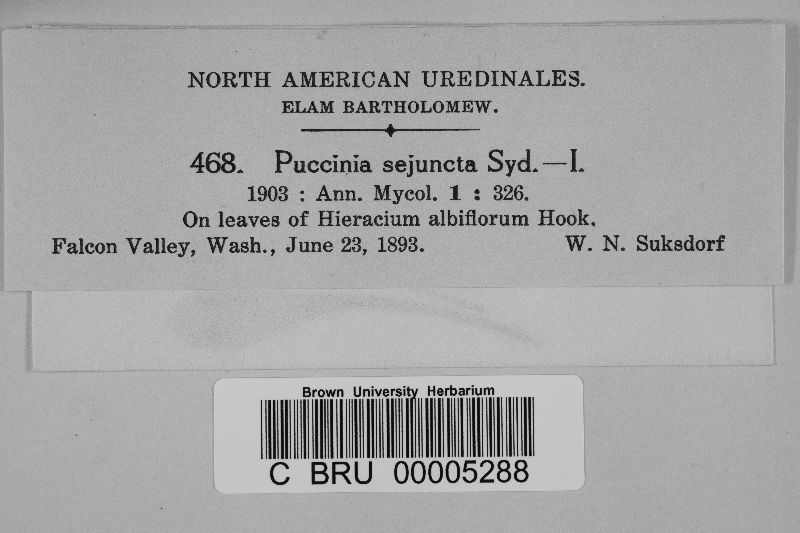 NORTH AMERICAN UREDINALES.
ELAM BARTHOLOMEW.
468. Puccinia sejuncta Syd.—I.
1903 : Ann. Mycol. 1 : 326.
On leaves of Hieracium albiflorum Hook.
Falcon Valley, Wash., June 23, 1893. W. N. Suksdorf
Brown University Herbarium
C BRU 00005288